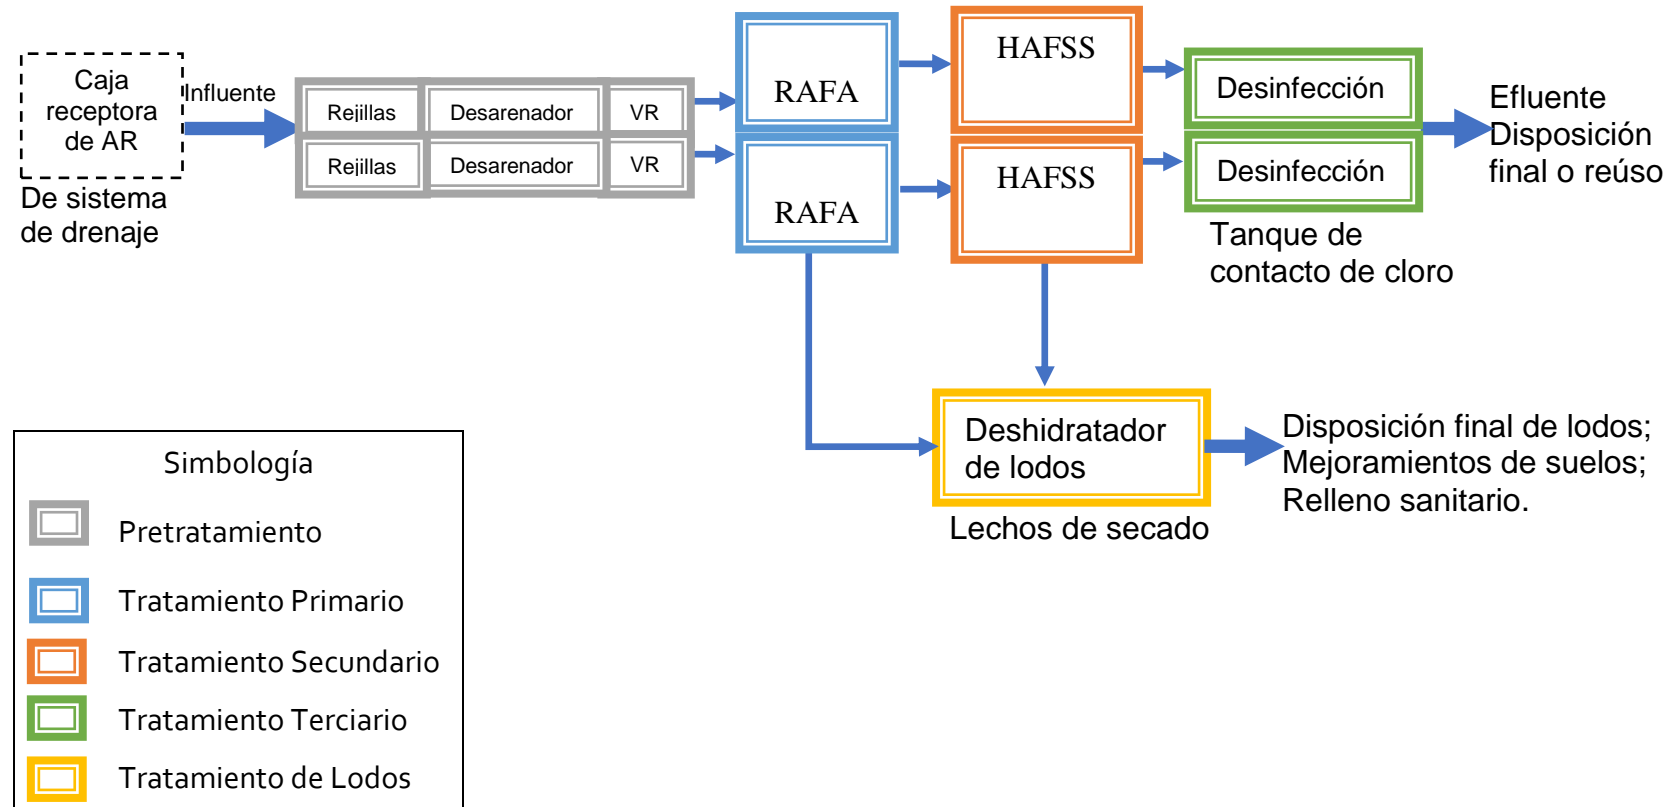 Caja
receptora
de AR
De sistema
de drenaje
Influente
Rejillas
Desarenador
VR
Rejillas
Desarenador
VR
RAFA
RAFA
HAFSS
HAFSS
Desinfección
Desinfección
Tanque de
contacto de cloro
Efluente
Disposición
final o reúso
Deshidratador
de lodos
Lechos de secado
Disposición final de lodos;
Mejoramientos de suelos;
Relleno sanitario.
Simbología
Pretratamiento
Tratamiento Primario
Tratamiento Secundario
Tratamiento Terciario
Tratamiento de Lodos